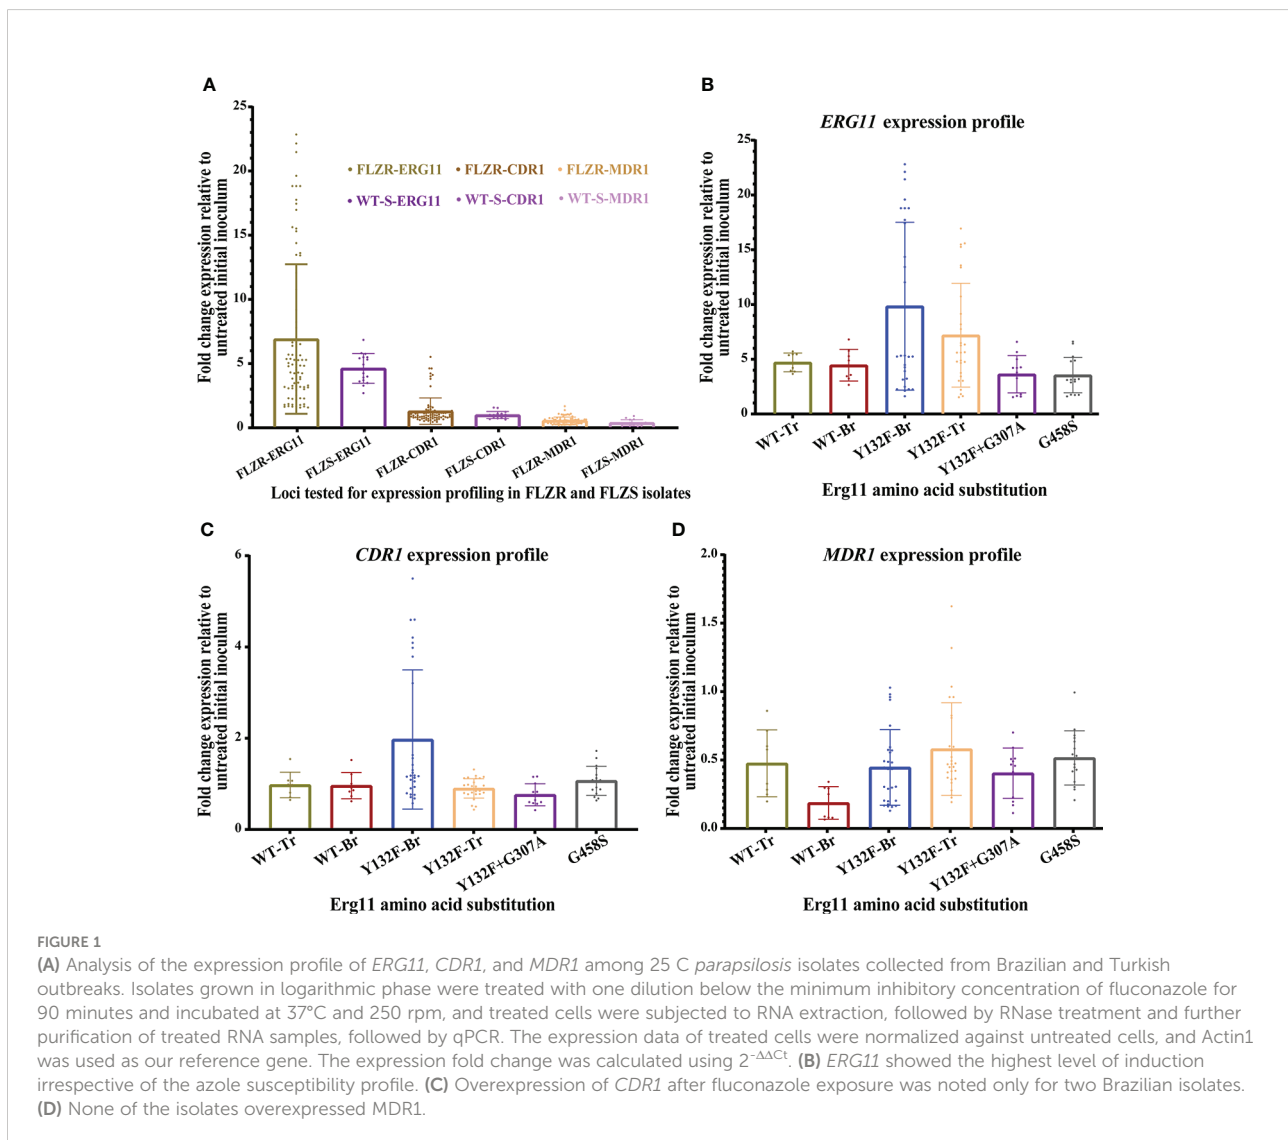 A
Fold change expression relative to
untreated initial inoculum
25
20
15
10
5
0
• FLZR-ERG11 • FLZR-CDR1 • FLZR-MDR1
• WT-S-ERG11 • WT-S-CDR1 • WT-S-MDR1
FLZR-ERG11 FLZS-ERG11 FLZR-CDR1 FLZS-CDR1 FLZR-MDR1 FLZS-MDR1
Loci tested for expression profiling in FLZR and FLZS isolates
B
ERG11 expression profile
Fold change expression relative to
untreated initial inoculum
25
20
15
10
5
0
WT-Tr WT-Br Y132F-Br Y132F-Tr Y132F+G307A G458S
Erg11 amino acid substitution
C
CDR1 expression profile
Fold change expression relative to
untreated initial inoculum
6
4
2
0
WT-Tr WT-Br Y132F-Br Y132F-Tr Y132F+G307A G458S
Erg11 amino acid substitution
D
MDR1 expression profile
Fold change expression relative to
untreated initial inoculum
2.0
1.5
1.0
0.5
0.0
WT-Tr WT-Br Y132F-Br Y132F-Tr Y132F+G307A G458S
Erg11 amino acid substitution
FIGURE 1
(A) Analysis of the expression profile of ERG11, CDR1, and MDR1 among 25 C parapsilosis isolates collected from Brazilian and Turkish
outbreaks. Isolates grown in logarithmic phase were treated with one dilution below the minimum inhibitory concentration of fluconazole for
90 minutes and incubated at 37°C and 250 rpm, and treated cells were subjected to RNA extraction, followed by RNase treatment and further
purification of treated RNA samples, followed by qPCR. The expression data of treated cells were normalized against untreated cells, and Actin1
was used as our reference gene. The expression fold change was calculated using 2-ΔΔCt. (B) ERG11 showed the highest level of induction
irrespective of the azole susceptibility profile. (C) Overexpression of CDR1 after fluconazole exposure was noted only for two Brazilian isolates.
(D) None of the isolates overexpressed MDR1.